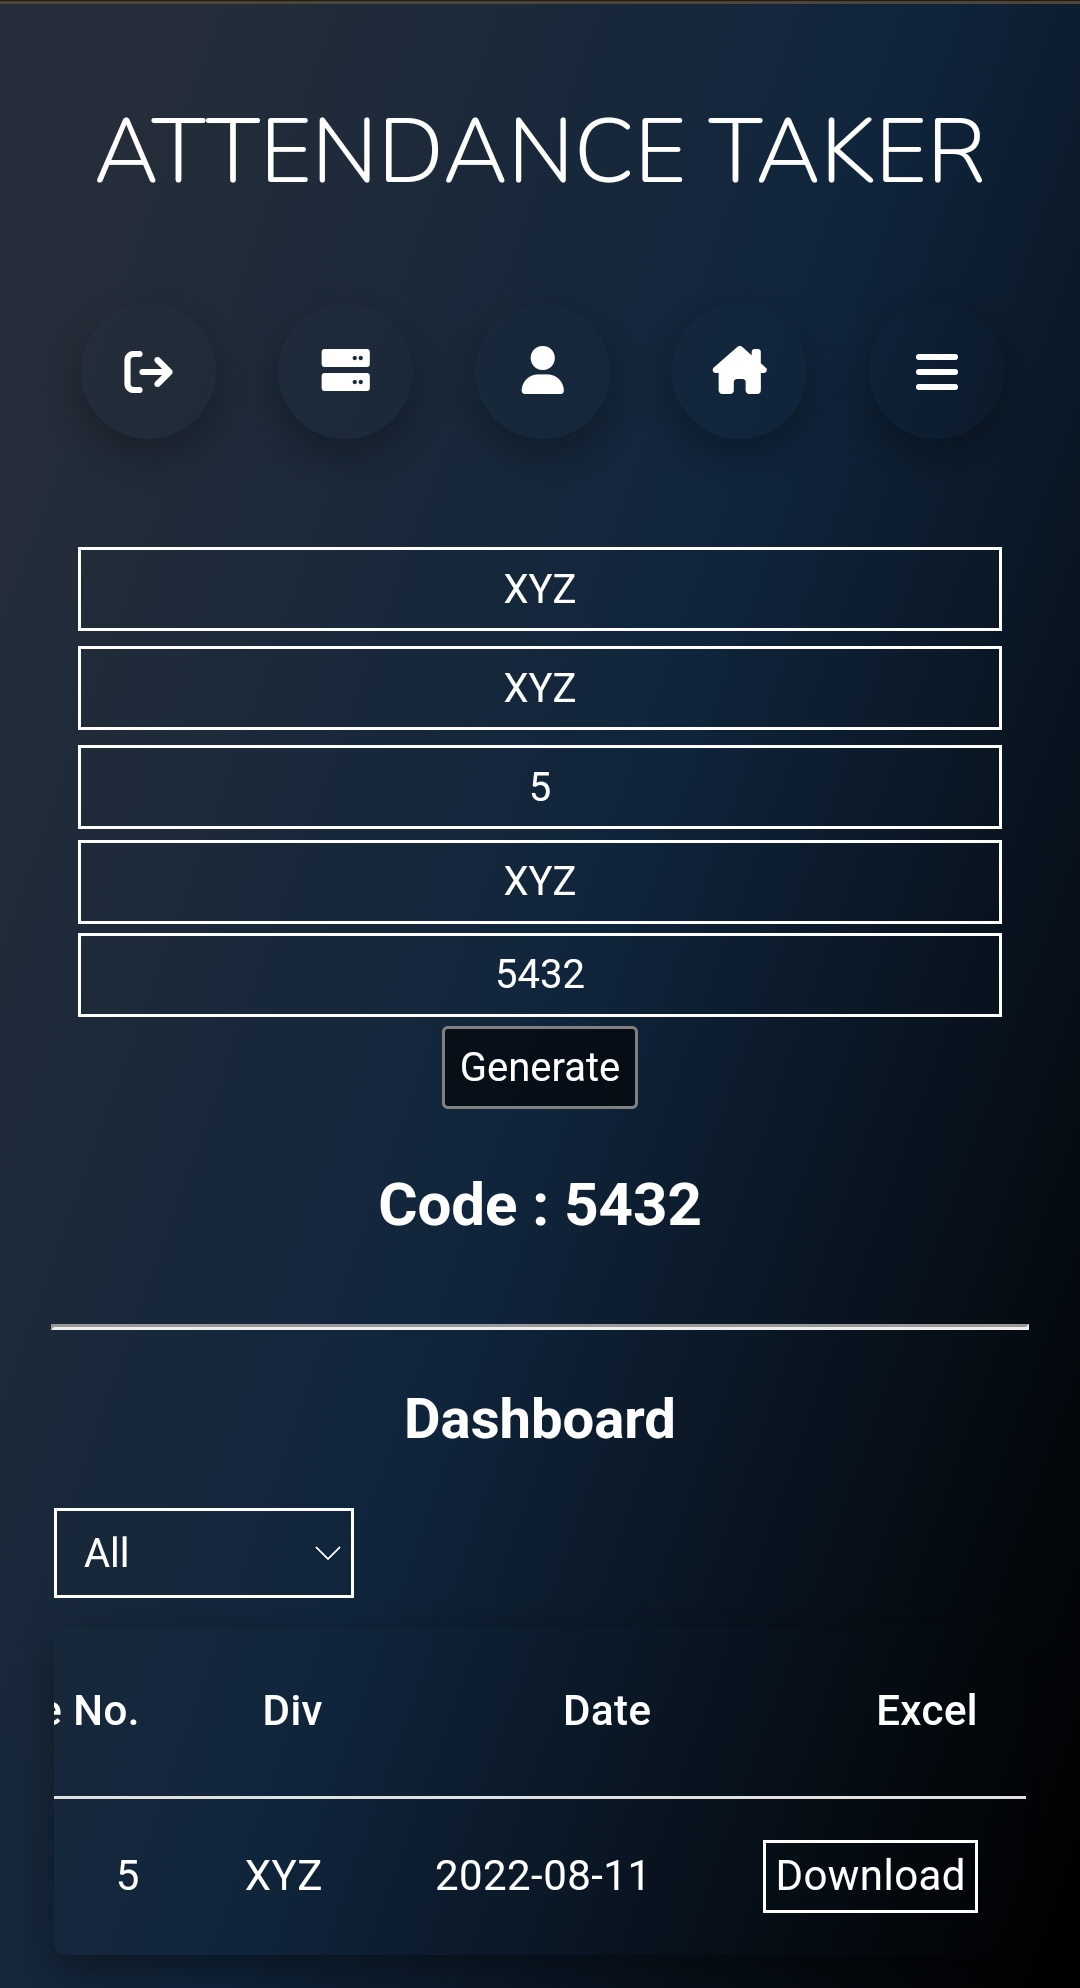 ATTENDANCE TAKER
XYZ
XYZ
5
XYZ
5432
Generate
Code : 5432
Dashboard
All
e No. Div Date Excel
5 XYZ 2022-08-11 Download